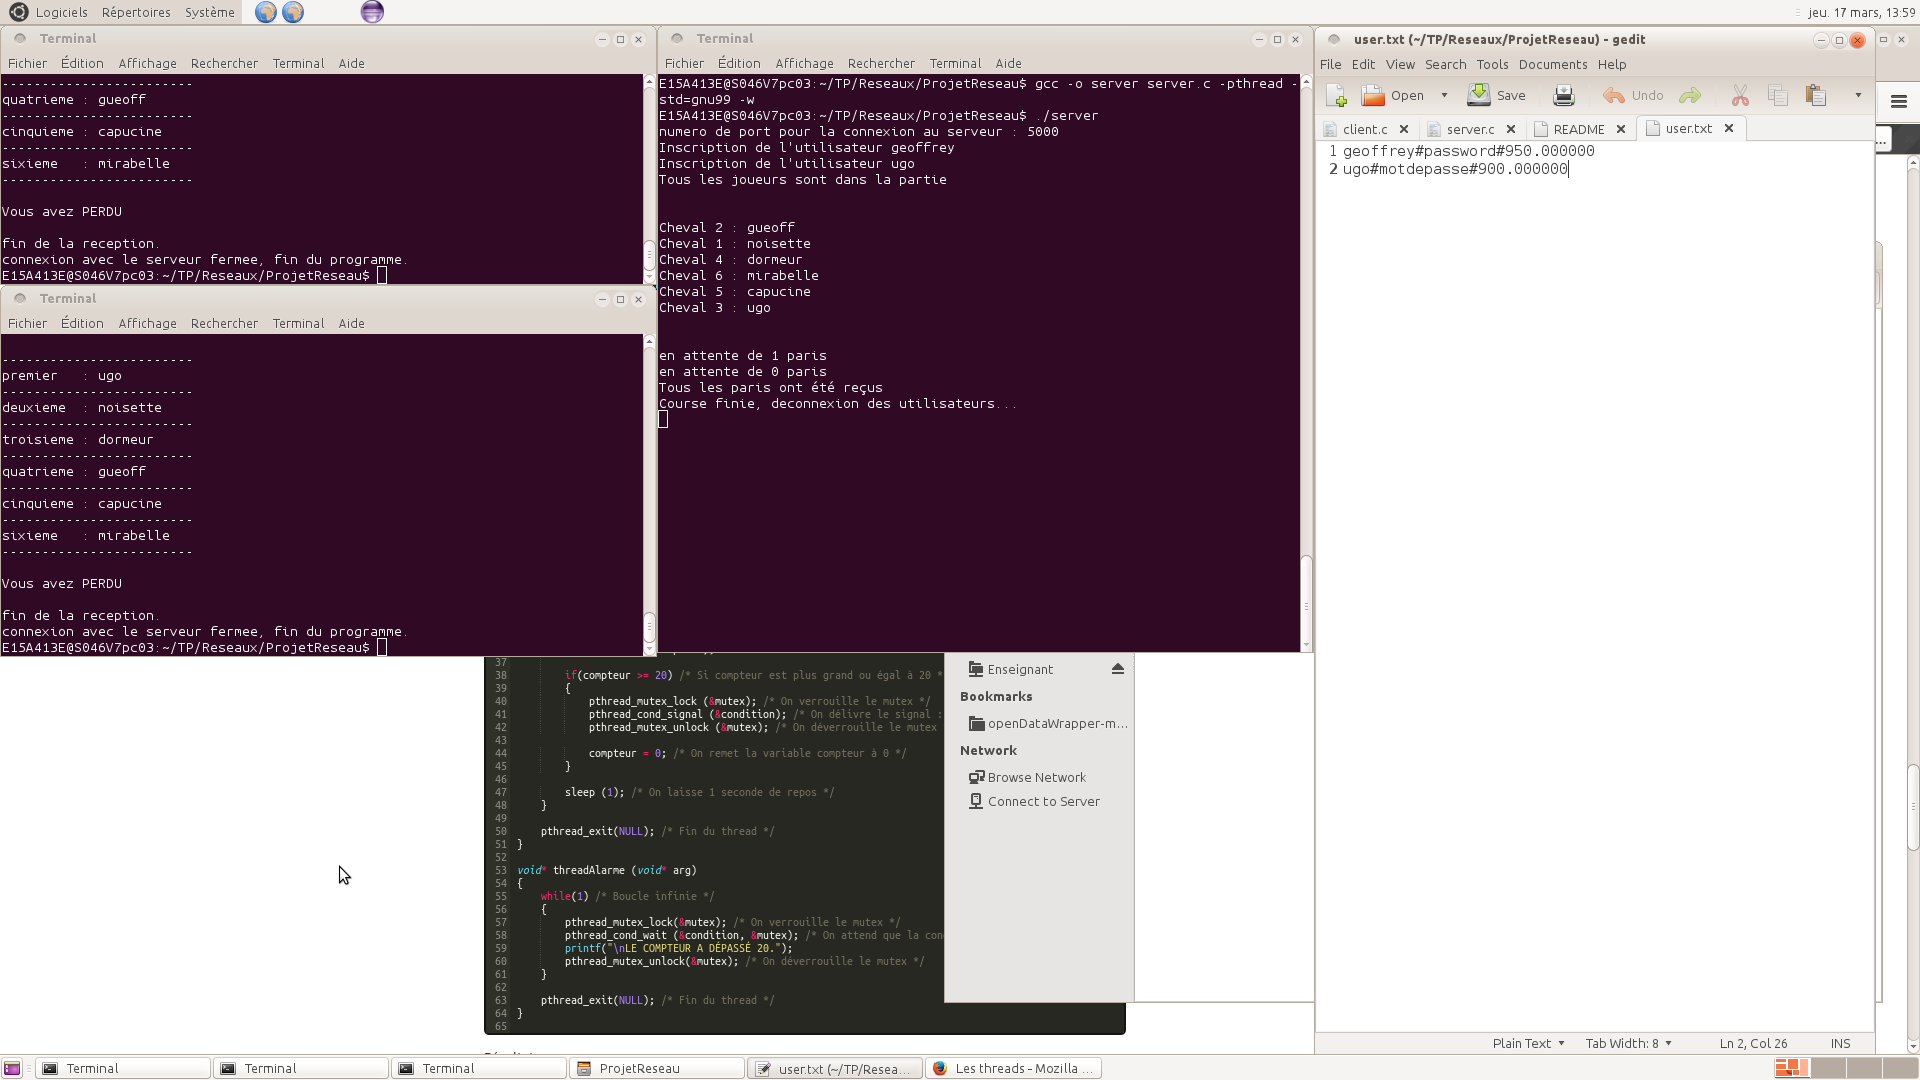 Logiciels Répertoires Système
jeu. 17 mars, 13:59
Terminal
Fichier Édition Affichage Rechercher Terminal Aide
------------------------
quatrieme : gueoff
------------------------
cinquieme : capucine
------------------------
sixieme   : mirabelle
------------------------
Vous avez PERDU
fin de la reception.
connexion avec le serveur fermee, fin du programme.
E15A413E@S046V7pc03:~/TP/Reseaux/ProjetReseau$
Terminal
Fichier Édition Affichage Rechercher Terminal Aide
------------------------
premier   : ugo
------------------------
deuxieme  : noisette
------------------------
troisieme : dormeur
------------------------
quatrieme : gueoff
------------------------
cinquieme : capucine
------------------------
sixieme   : mirabelle
------------------------
Vous avez PERDU
fin de la reception.
connexion avec le serveur fermee, fin du programme.
E15A413E@S046V7pc03:~/TP/Reseaux/ProjetReseau$
Terminal
Fichier Édition Affichage Rechercher Terminal Aide
E15A413E@S046V7pc03:~/TP/Reseaux/ProjetReseau$ gcc -o server server.c -pthread -
std=gnu99 -w
E15A413E@S046V7pc03:~/TP/Reseaux/ProjetReseau$ ./server
numero de port pour la connexion au serveur : 5000
Inscription de l'utilisateur geoffrey
Inscription de l'utilisateur ugo
Tous les joueurs sont dans la partie
Cheval 2 : gueoff
Cheval 1 : noisette
Cheval 4 : dormeur
Cheval 6 : mirabelle
Cheval 5 : capucine
Cheval 3 : ugo
en attente de 1 paris
en attente de 0 paris
Tous les paris ont été reçus
Course finie, deconnexion des utilisateurs...
user.txt (~/TP/Reseaux/ProjetReseau) - gedit
File Edit View Search Tools Documents Help
Open Save Undo
client.c server.c README user.txt
1 geoffrey#password#950.000000
2 ugo#motdepasse#900.000000
Plain Text Tab Width: 8 Ln 2, Col 26 INS
37
38 if(compteur >= 20) /* Si compteur est plus grand ou égal à 20 *
39 {
40 pthread_mutex_lock (&mutex); /* On verrouille le mutex */
41 pthread_cond_signal (&condition); /* On délivre le signal :
42 pthread_mutex_unlock (&mutex); /* On déverrouille le mutex
43
44 compteur = 0; /* On remet la variable compteur à 0 */
45 }
46
47 sleep (1); /* On laisse 1 seconde de repos */
48 }
49
50 pthread_exit(NULL); /* Fin du thread */
51 }
52
53 void* threadAlarme (void* arg)
54 {
55 while(1) /* Boucle infinie */
56 {
57 pthread_mutex_lock(&mutex); /* On verrouille le mutex */
58 pthread_cond_wait (&condition, &mutex); /* On attend que la con
59 printf("\nLE COMPTEUR A DÉPASSÉ 20.");
60 pthread_mutex_unlock(&mutex); /* On déverrouille le mutex */
61 }
62
63 pthread_exit(NULL); /* Fin du thread */
64 }
65
Enseignant
Bookmarks
openDataWrapper-m...
Network
Browse Network
Connect to Server
Terminal
Terminal
Terminal
ProjetReseau
user.txt (~/TP/Resea...
Les threads - Mozilla ...